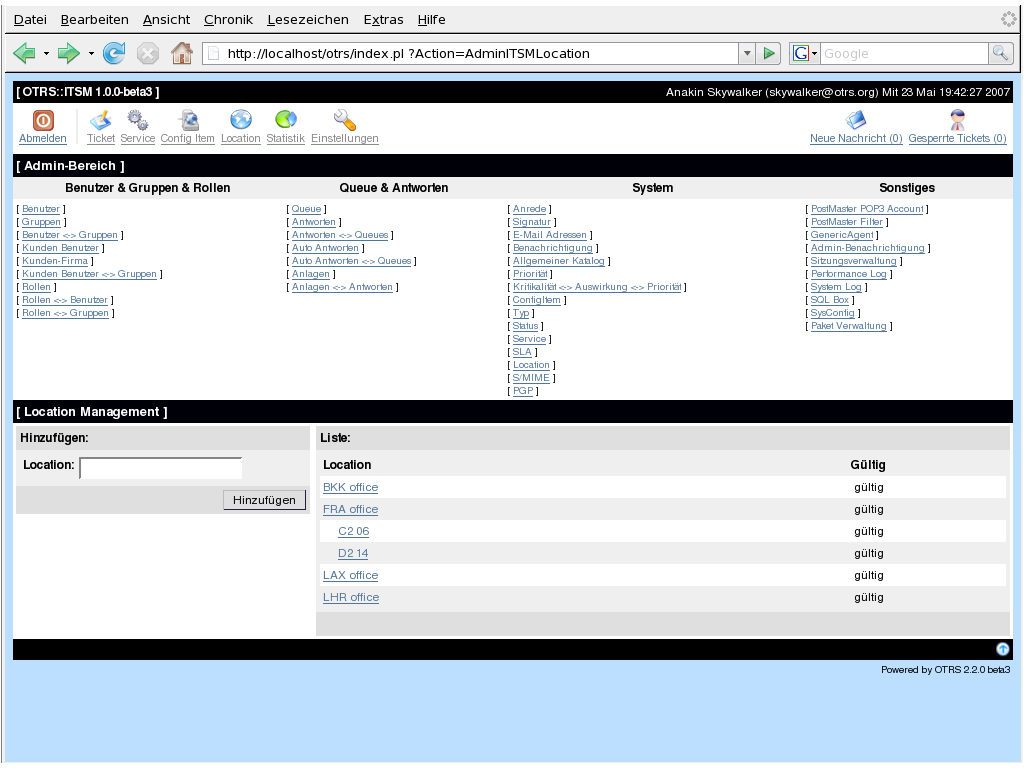 Datei Bearbeiten Ansicht Chronik Lesezeichen Extras Hilfe
http://localhost/otrs/index.pl ?Action=AdminITSMLocation
G Google
[ OTRS::ITSM 1.0.0-beta3 ] Anakin Skywalker (skywalker@otrs.org) Mit 23 Mai 19:42:27 2007
Abmelden Ticket Service Config Item Location Statistik Einstellungen Neue Nachricht (0) Gesperrte Tickets (0)
[ Admin-Bereich ]
Benutzer & Gruppen & Rollen Queue & Antworten System Sonstiges
[ Benutzer ] [ Queue ] [ Anrede ] [ PostMaster POP3 Account ]
[ Gruppen ] [ Antworten ] [ Signatur ] [ PostMaster Filter ]
[ Benutzer <-> Gruppen ] [ Antworten <-> Queues ] [ E-Mail Adressen ] [ GenericAgent ]
[ Kunden Benutzer ] [ Auto Antworten ] [ Benachrichtigung ] [ Admin-Benachrichtigung ]
[ Kunden-Firma ] [ Auto Antworten <-> Queues ] [ Allgemeiner Katalog ] [ Sitzungsverwaltung ]
[ Kunden Benutzer <-> Gruppen ] [ Anlagen ] [ Priorität ] [ Performance Log ]
[ Rollen ] [ Anlagen <-> Antworten ] [ Kritikalität <-> Auswirkung <-> Priorität ] [ System Log ]
[ Rollen <-> Benutzer ] [ ConfigItem ] [ SQL Box ]
[ Rollen <-> Gruppen ] [ Typ ] [ SysConfig ]
[ Status ] [ Paket Verwaltung ]
[ Service ]
[ SLA ]
[ Location ]
[ S/MIME ]
[ PGP ]
[ Location Management ]
Hinzufügen:
Location:
Hinzufügen
Liste:
Location Gültig
BKK office gültig
FRA office gültig
C2 06 gültig
D2 14 gültig
LAX office gültig
LHR office gültig
Powered by OTRS 2.2.0 beta3